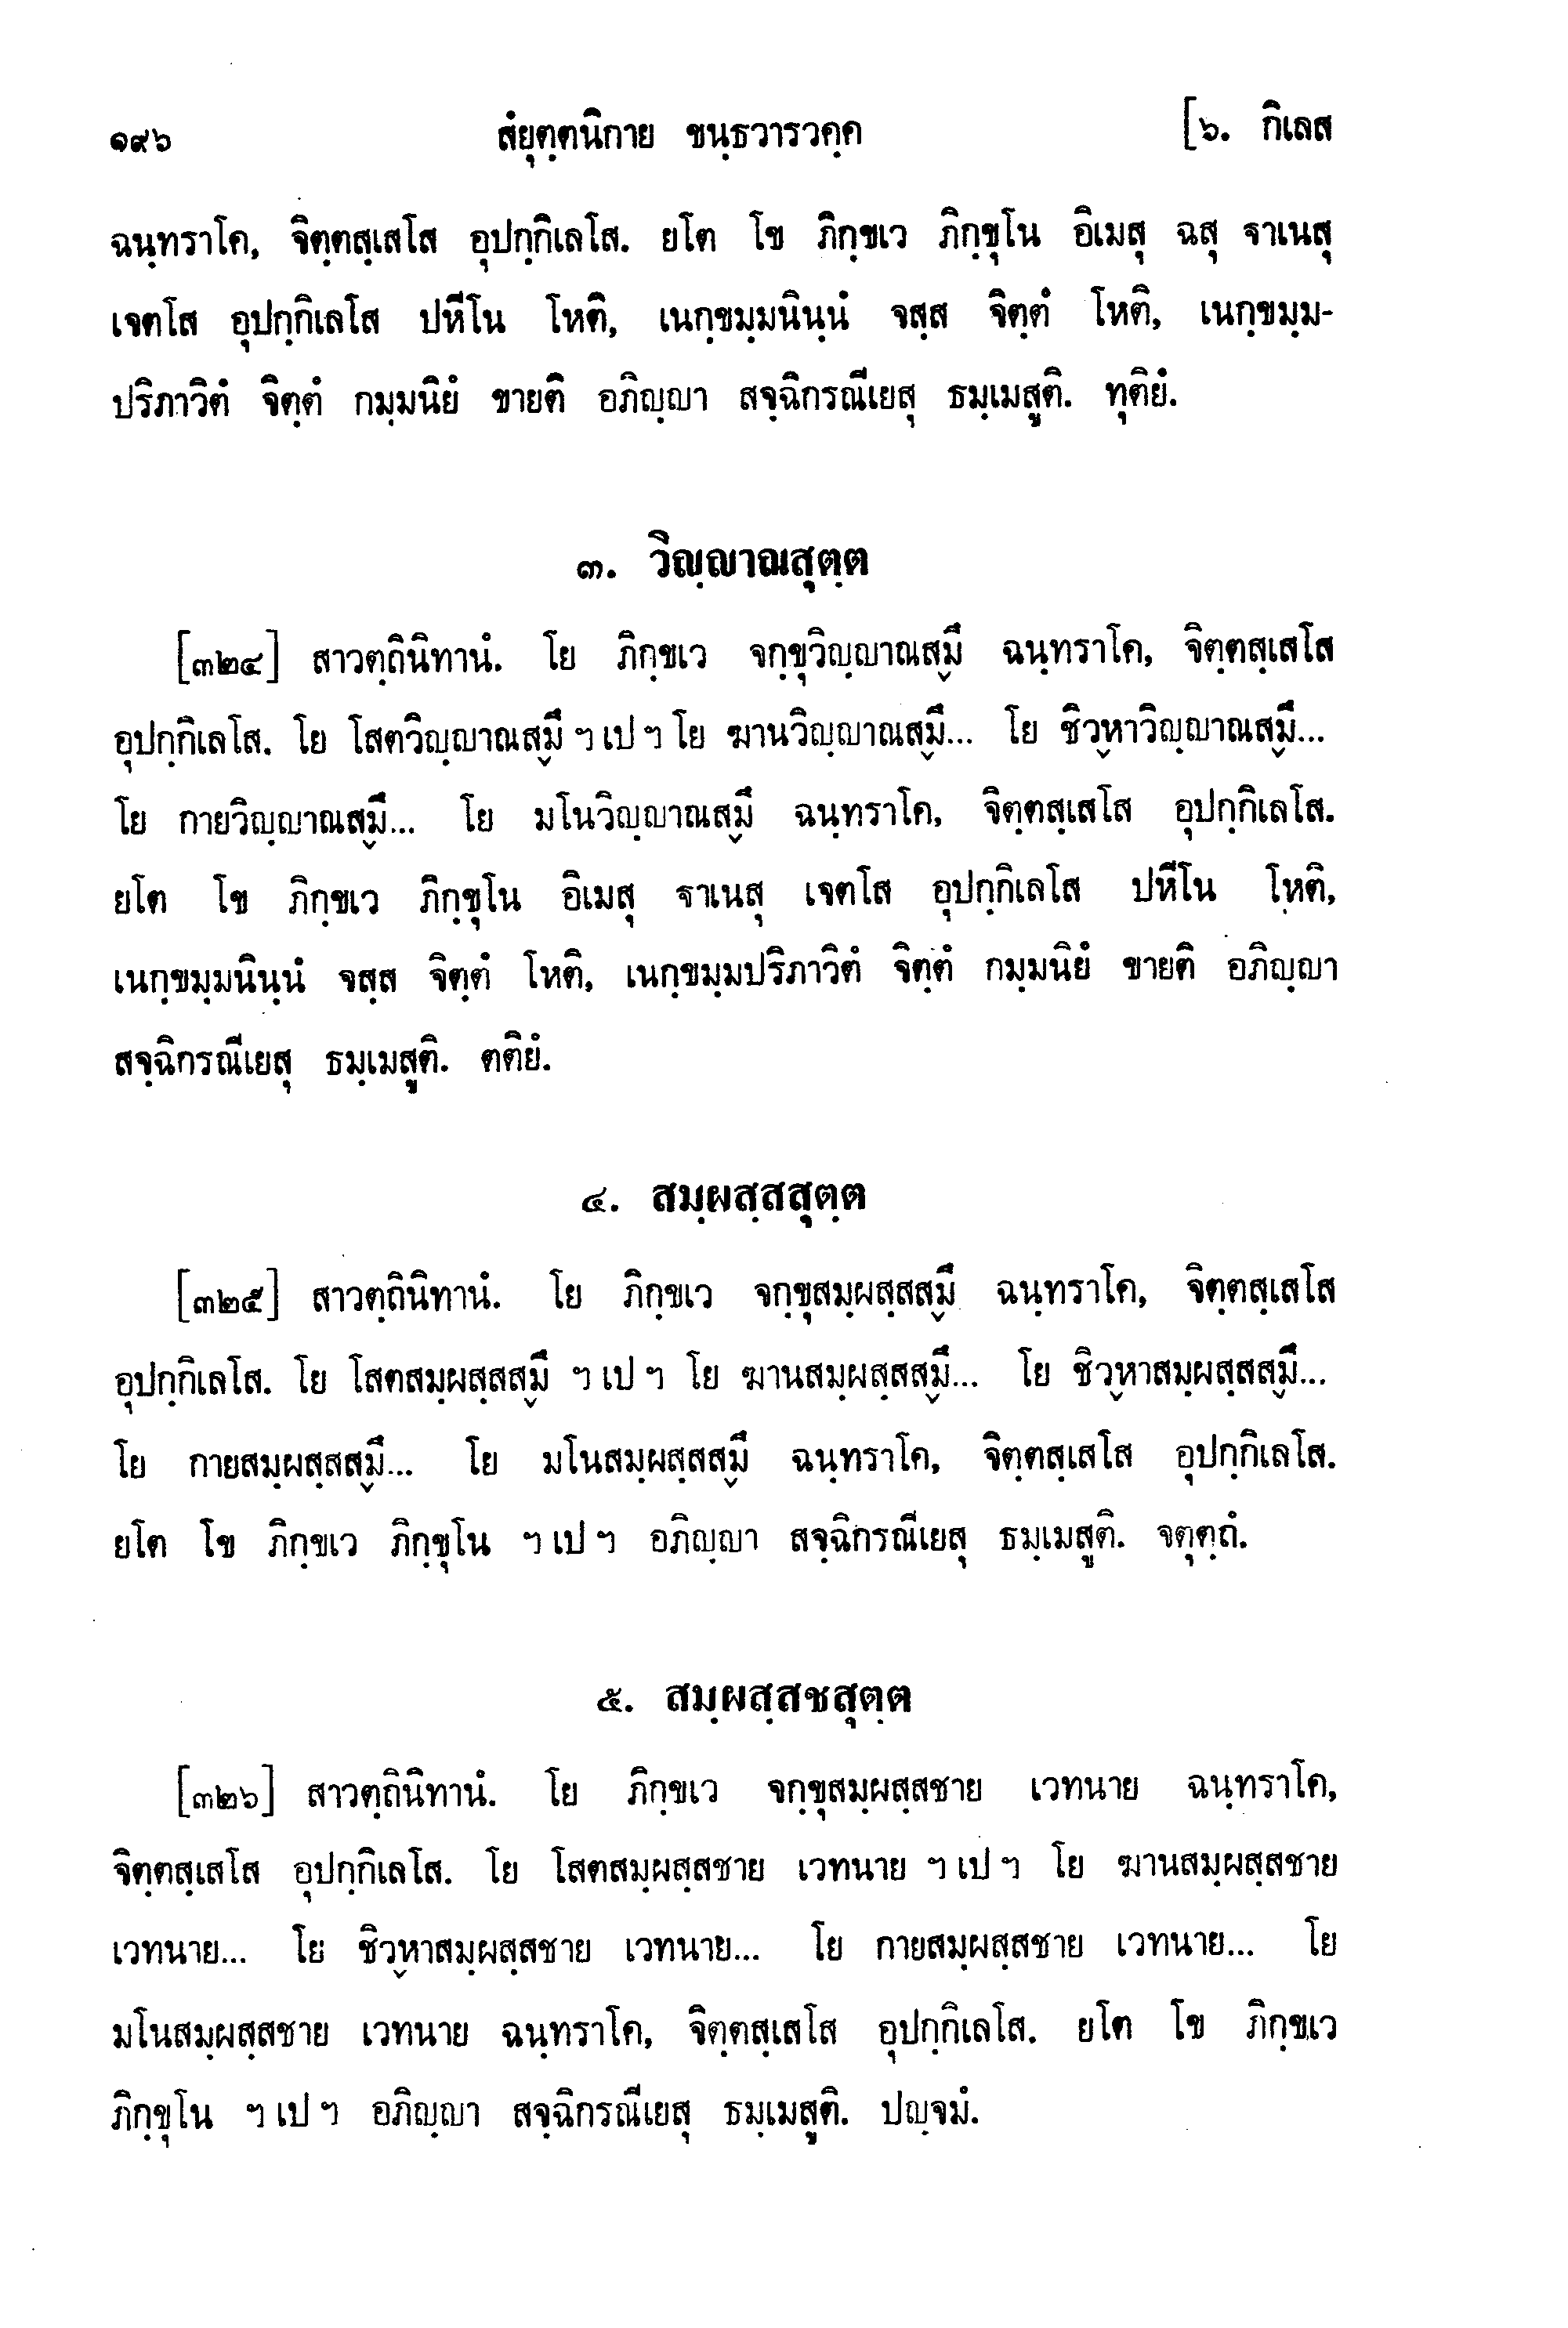 ๑๙๖ สํยุตฺตนิกาย ขนฺธวารวคฺค [๖. กิเลส
ฉนฺทราโค, จิตฺตสฺเสโส อุปกฺกิเลโส. ยโต โข ภิกฺขเว ภิกฺขุโน อิเมสุ ฉสุ ฐาเนสุ
เจตโส อุปกฺกิเลโส ปหีโน โหติ, เนกฺขมฺมนินฺนํ จสฺส จิตฺตํ โหติ, เนกฺขมฺม-
ปริภาวิตํ จิตฺตํ กมฺมนิยํ ขายติ อภิญฺญา สจฺฉิกรณีเยสุ ธมฺเมสูติ. ทุติยํ.
๓. วิญฺญาณสุตฺต
[๓๒๔] สาวตฺถินิทานํ. โย ภิกฺขเว จกฺขุวิญฺญาณสฺมึ ฉนฺทราโค, จิตฺตสฺเสโส
อุปกฺกิเลโส. โย โสตวิญฺญาณสฺมึ ฯ เป ฯ โย ฆานวิญฺญาณสฺมึ... โย ชิวฺหาวิญฺญาณสฺมึ...
โย กายวิญฺญาณสฺมึ... โย มโนวิญฺญาณสฺมึ ฉนฺทราโค, จิตฺตสฺเสโส อุปกฺกิเลโส.
ยโต โข ภิกฺขเว ภิกฺขุโน อิเมสุ ฐาเนสุ เจตโส อุปกฺกิเลโส ปหีโน โหติ,
เนกฺขมฺมนินฺนํ จสฺส จิตฺตํ โหติ, เนกฺขมฺมปริภาวิตํ จิตฺตํ กมฺมนิยํ ขายติ อภิญฺญา
สจฺฉิกรณีเยสุ ธมฺเมสูติ. ตติยํ.
๔. สมฺผสฺสสุตฺต
[๓๒๕] สาวตฺถินิทานํ. โย ภิกฺขเว จกฺขุสมฺผสฺสสฺมึ ฉนฺทราโค, จิตฺตสฺเสโส
อุปกฺกิเลโส. โย โสตสมฺผสฺสสฺมึ ฯ เป ฯ โย ฆานสมฺผสฺสสฺมึ... โย ชิวฺหาสมฺผสฺสสฺมึ...
โย กายสมฺผสฺสสฺมึ... โย มโนสมฺผสฺสสฺมึ ฉนฺทราโค, จิตฺตสฺเสโส อุปกฺกิเลโส.
ยโต โข ภิกฺขเว ภิกฺขุโน ฯ เป ฯ อภิญฺญา สจฺฉิกรณีเยสุ ธมฺเมสูติ. จตุตฺถํ.
๕. สมฺผสฺสชสุตฺต
[๓๒๖] สาวตฺถินิทานํ. โย ภิกฺขเว จกฺขุสมฺผสฺสชาย เวทนาย ฉนฺทราโค,
จิตฺตสฺเสโส อุปกฺกิเลโส. โย โสตสมฺผสฺสชาย เวทนาย ฯ เป ฯ โย ฆานสมฺผสฺสชาย
เวทนาย... โย ชิวฺหาสมฺผสฺสชาย เวทนาย... โย กายสมฺผสฺสชาย เวทนาย... โย
มโนสมฺผสฺสชาย เวทนาย ฉนฺทราโค, จิตฺตสฺเสโส อุปกฺกิเลโส. ยโต โข ภิกฺขเว
ภิกฺขุโน ฯ เป ฯ อภิญฺญา สจฺฉิกรณีเยสุ ธมฺเมสูติ. ปญฺจมํ.